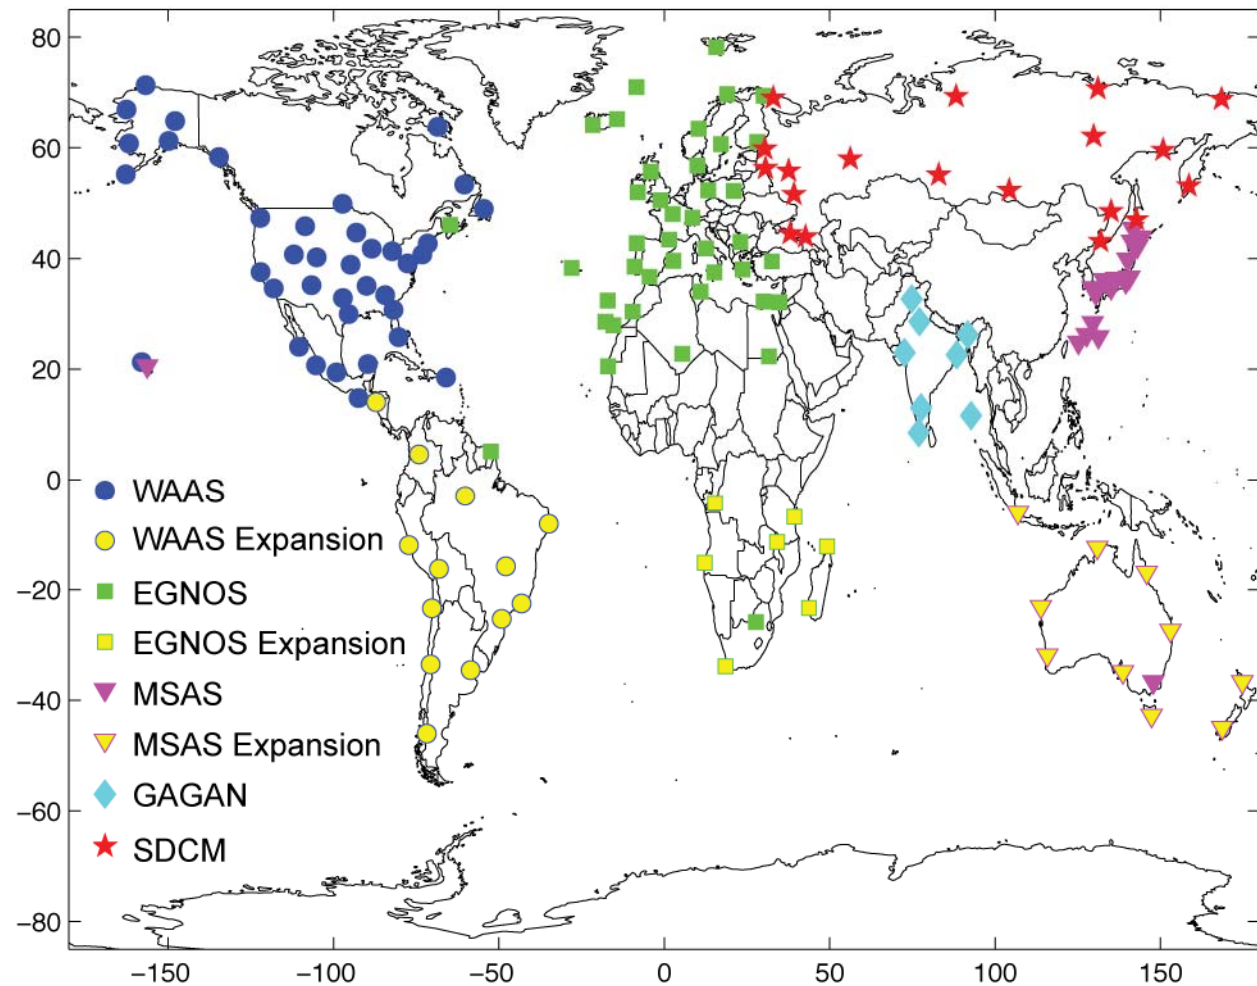 80
60
40
20
0
−20
−40
−60
−80
WAAS
WAAS Expansion
EGNOS
EGNOS Expansion
MSAS
MSAS Expansion
GAGAN
SDCM
−150 −100 −50 0 50 100 150